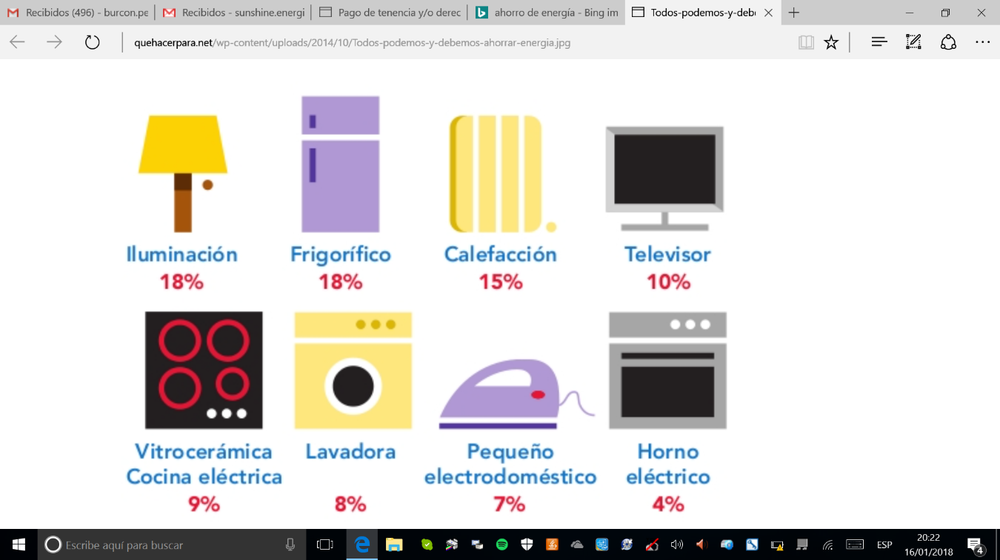 Recibidos (496) - burcon.pe
Recibidos - sunshine.energi
Pago de tenencia y/o derec
ahorro de energía - Bing im
Todos-podemos-y-deb
quehacerpara.net/wp-content/uploads/2014/10/Todos-podemos-y-debemos-ahorrar-energia.jpg
Iluminación Frigorífico Calefacción Televisor
18% 18% 15% 10%
Vitrocerámica Lavadora Pequeño Horno
Cocina eléctrica electrodoméstico eléctrico
9% 8% 7% 4%
Escribe aquí para buscar
ESP
20:22
16/01/2018
4